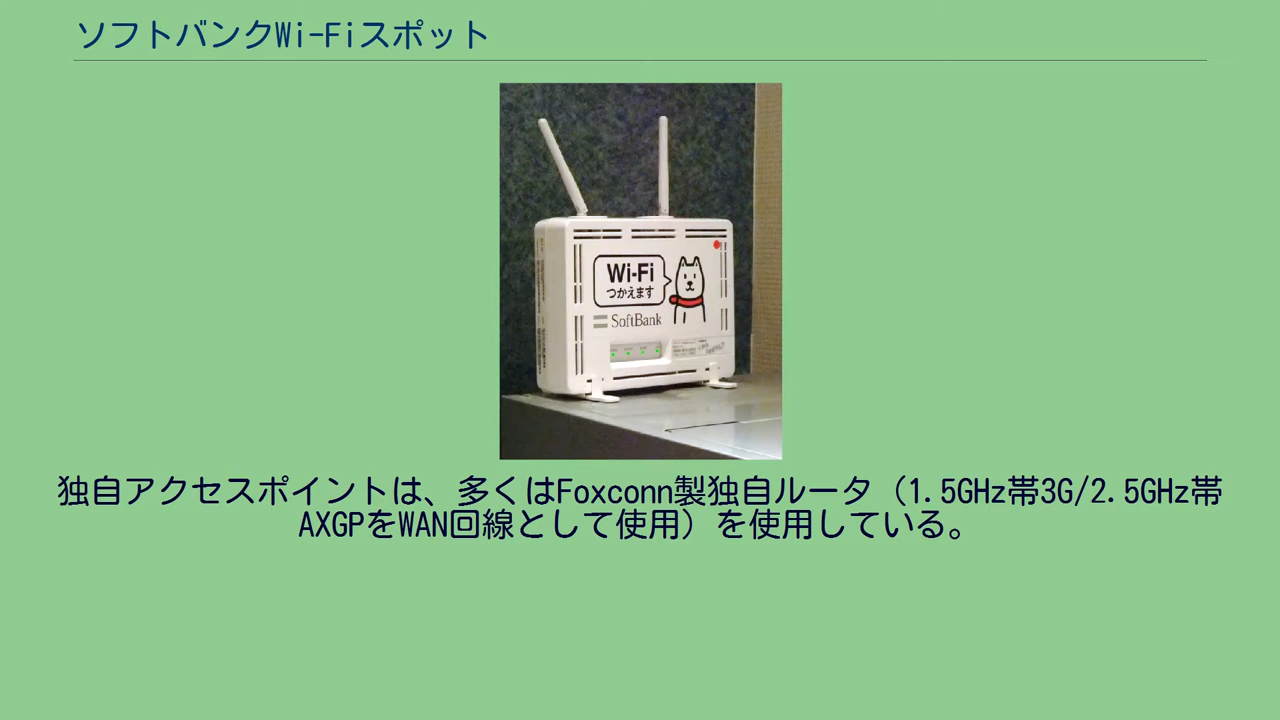 ソフトバンクWi-Fiスポット
Wi-Fi
つかえます
SoftBank
独自アクセスポイントは、多くはFoxconn製独自ルータ（1.5GHz帯3G/2.5GHz帯
AXGPをWAN回線として使用）を使用している。